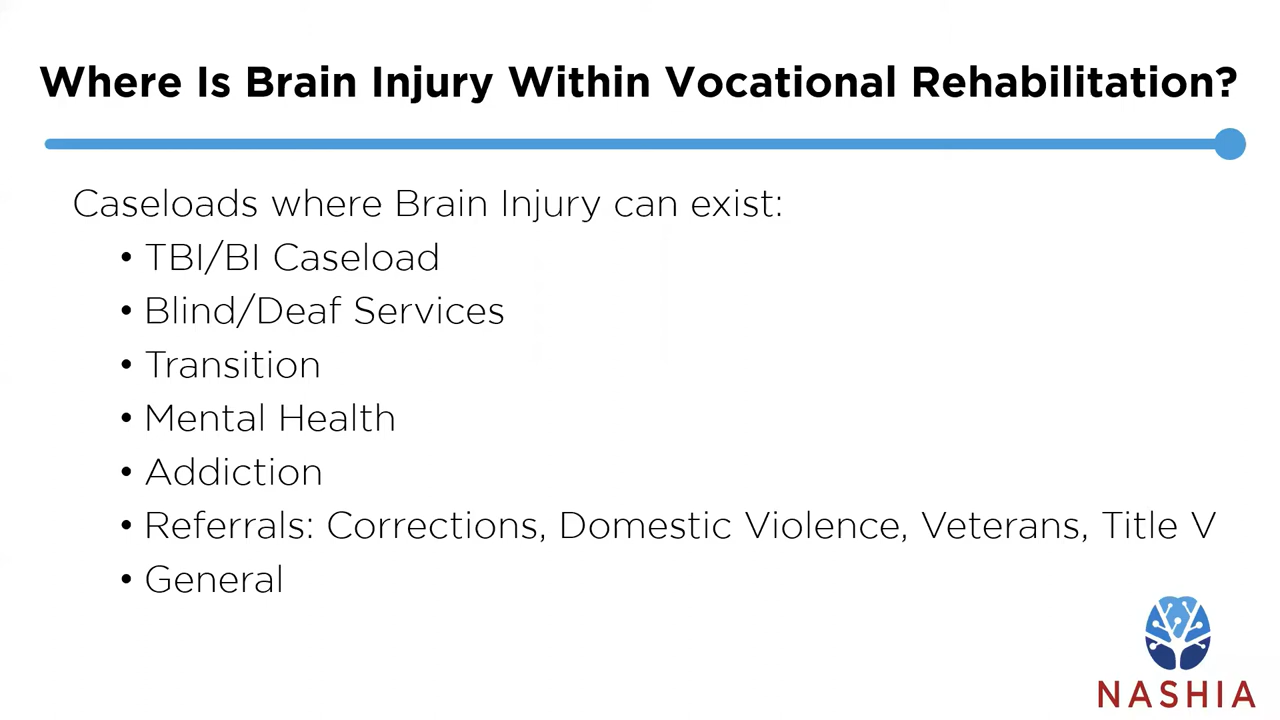 Where Is Brain Injury Within Vocational Rehabilitation?
Caseloads where Brain Injury can exist:
• TBI/BI Caseload
• Blind/Deaf Services
• Transition
• Mental Health
• Addiction
• Referrals: Corrections, Domestic Violence, Veterans, Title V
• General
NASHIA